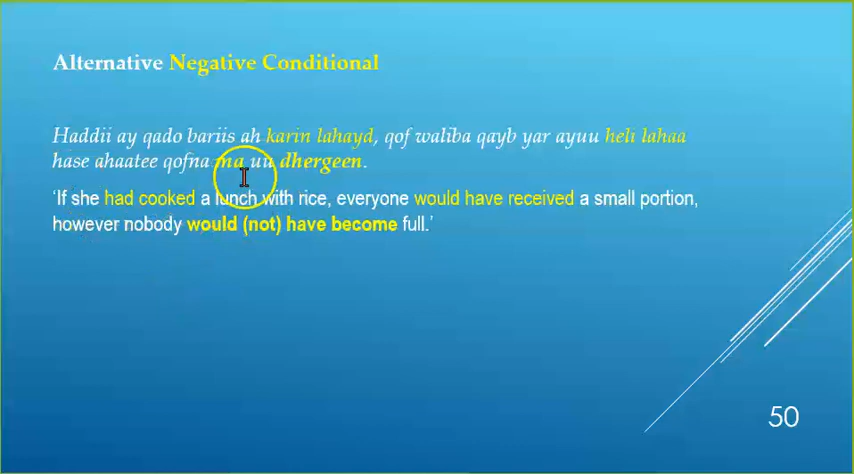 Alternative Negative Conditional
Haddii ay qado bariis ah karin lahayd, qof waliba qayb yar ayuu heli lahaa
hase ahaatee qofna ma uu dhergeen.
‘If she had cooked a lunch with rice, everyone would have received a small portion,
however nobody would (not) have become full.’
50